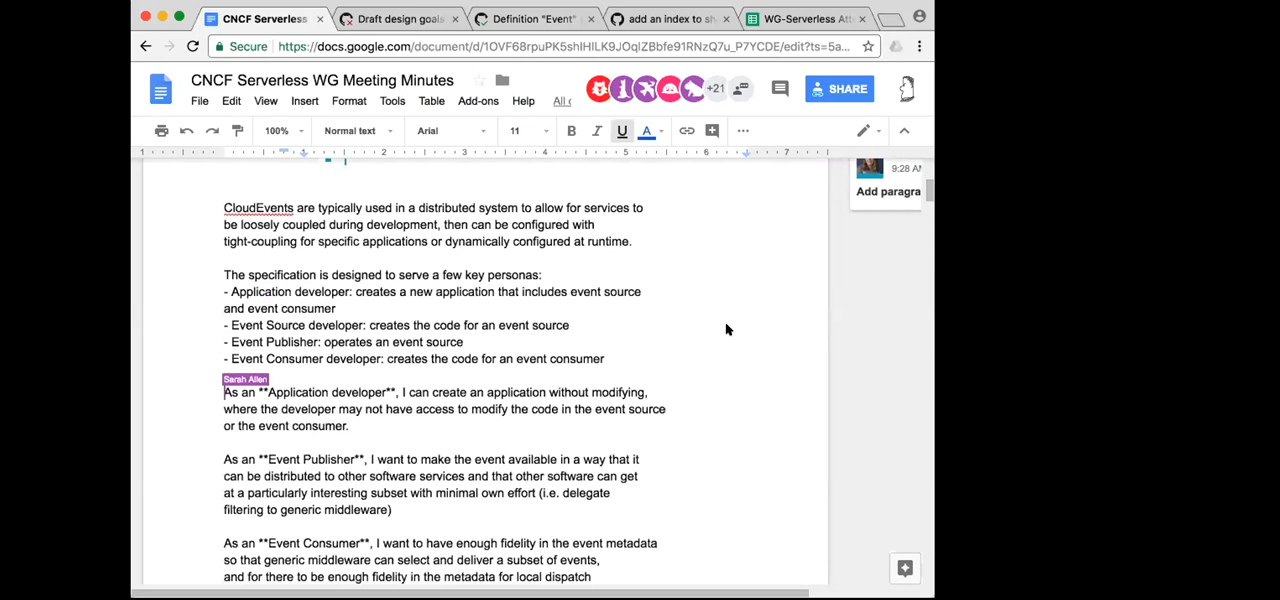 CNCF Serverless
Draft design goals
Definition "Event"
add an index to sh
WG-Serverless Att
Secure
https://docs.google.com/document/d/1OVF68rpuPK5shIHILK9JOqlZBbfe91RNzQ7u_P7YCDE/edit?ts=5a...
CNCF Serverless WG Meeting Minutes
+21
SHARE
File Edit View Insert Format Tools Table Add-ons Help All c
100% Normal text Arial 11 B I U A
1 1 2 3 4 5 6 7
9:28 AM
Add paragra
CloudEvents are typically used in a distributed system to allow for services to
be loosely coupled during development, then can be configured with
tight-coupling for specific applications or dynamically configured at runtime.
The specification is designed to serve a few key personas:
- Application developer: creates a new application that includes event source
and event consumer
- Event Source developer: creates the code for an event source
- Event Publisher: operates an event source
- Event Consumer developer: creates the code for an event consumer
Sarah Allen
As an **Application developer**, I can create an application without modifying,
where the developer may not have access to modify the code in the event source
or the event consumer.
As an **Event Publisher**, I want to make the event available in a way that it
can be distributed to other software services and that other software can get
at a particularly interesting subset with minimal own effort (i.e. delegate
filtering to generic middleware)
As an **Event Consumer**, I want to have enough fidelity in the event metadata
so that generic middleware can select and deliver a subset of events,
and for there to be enough fidelity in the metadata for local dispatch